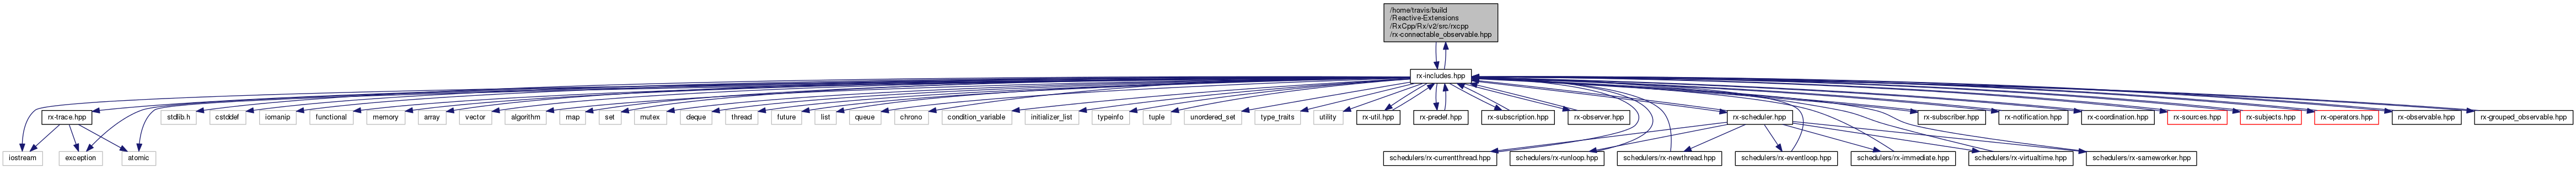 /home/travis/build
/Reactive-Extensions
/RxCpp/Rx/v2/src/rxcpp
/rx-connectable_observable.hpp
rx-includes.hpp
rx-trace.hpp
stdlib.h
cstddef
iomanip
functional
memory
array
vector
algorithm
map
set
mutex
deque
thread
future
list
queue
chrono
condition_variable
initializer_list
typeinfo
tuple
unordered_set
type_traits
utility
rx-util.hpp
rx-predef.hpp
rx-subscription.hpp
rx-observer.hpp
rx-scheduler.hpp
rx-subscriber.hpp
rx-notification.hpp
rx-coordination.hpp
rx-sources.hpp
rx-subjects.hpp
rx-operators.hpp
rx-observable.hpp
rx-grouped_observable.hpp
iostream
exception
atomic
schedulers/rx-currentthread.hpp
schedulers/rx-runloop.hpp
schedulers/rx-newthread.hpp
schedulers/rx-eventloop.hpp
schedulers/rx-immediate.hpp
schedulers/rx-virtualtime.hpp
schedulers/rx-sameworker.hpp